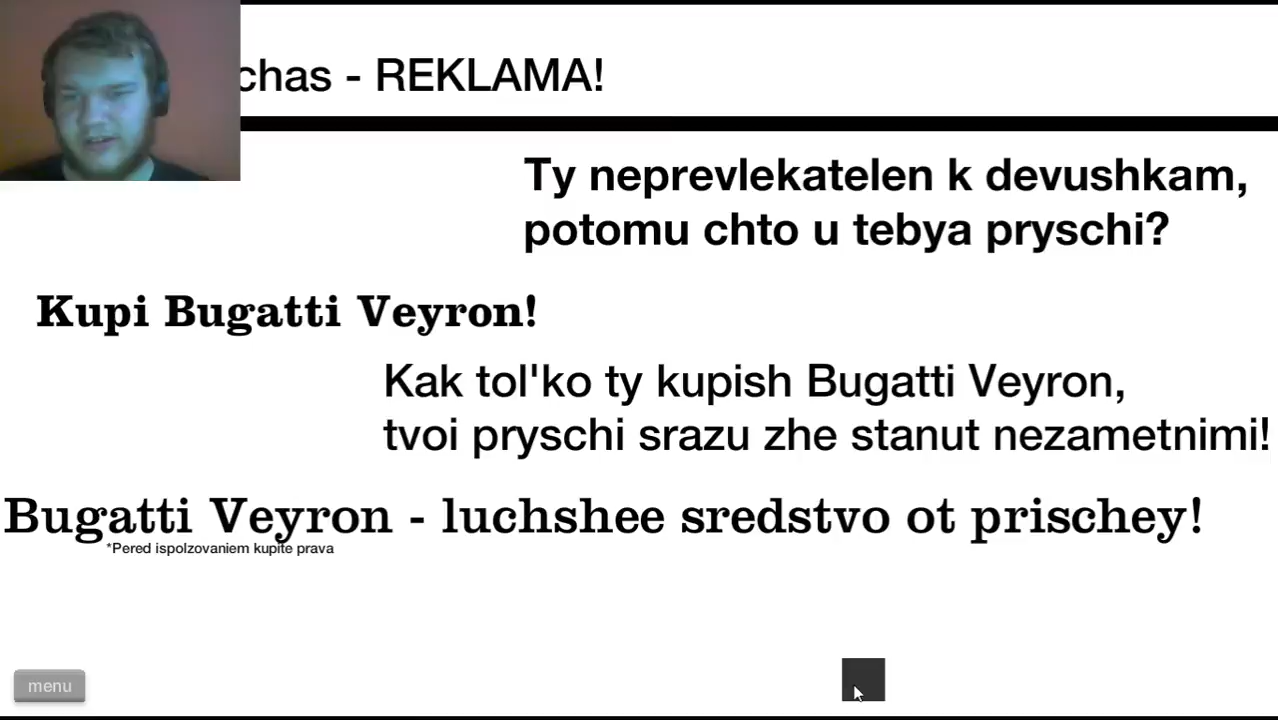 chas - REKLAMA!
Ty neprevlekatelen k devushkam,
potomu chto u tebya pryschi?
Kupi Bugatti Veyron!
Kak tol'ko ty kupish Bugatti Veyron,
tvoi pryschi srazu zhe stanut nezametnimi!
Bugatti Veyron - luchshee sredstvo ot prischey!
*Pered ispolzovaniem kupite prava
menu